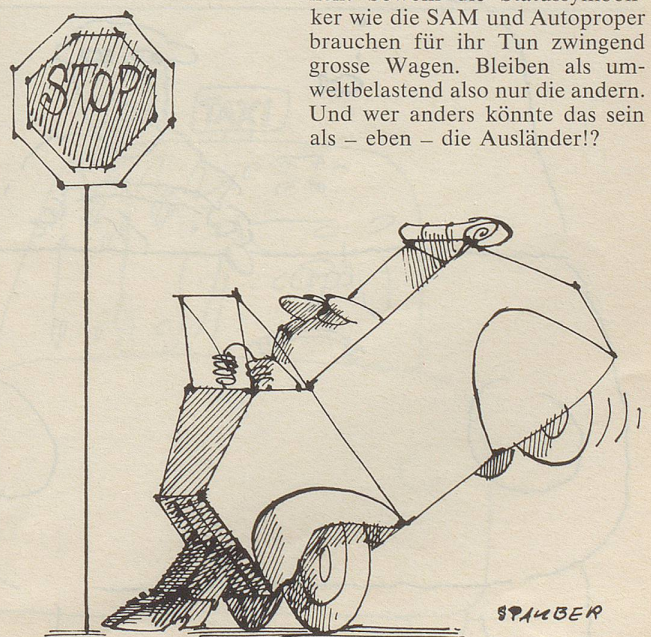 ker wie die SAM und Autoproper
brauchen für ihr Tun zwingend
grosse Wagen. Bleiben als um-
weltbelastend also nur die andern.
Und wer anders könnte das sein
als – eben – die Ausländer!?
STOP
STAUBER